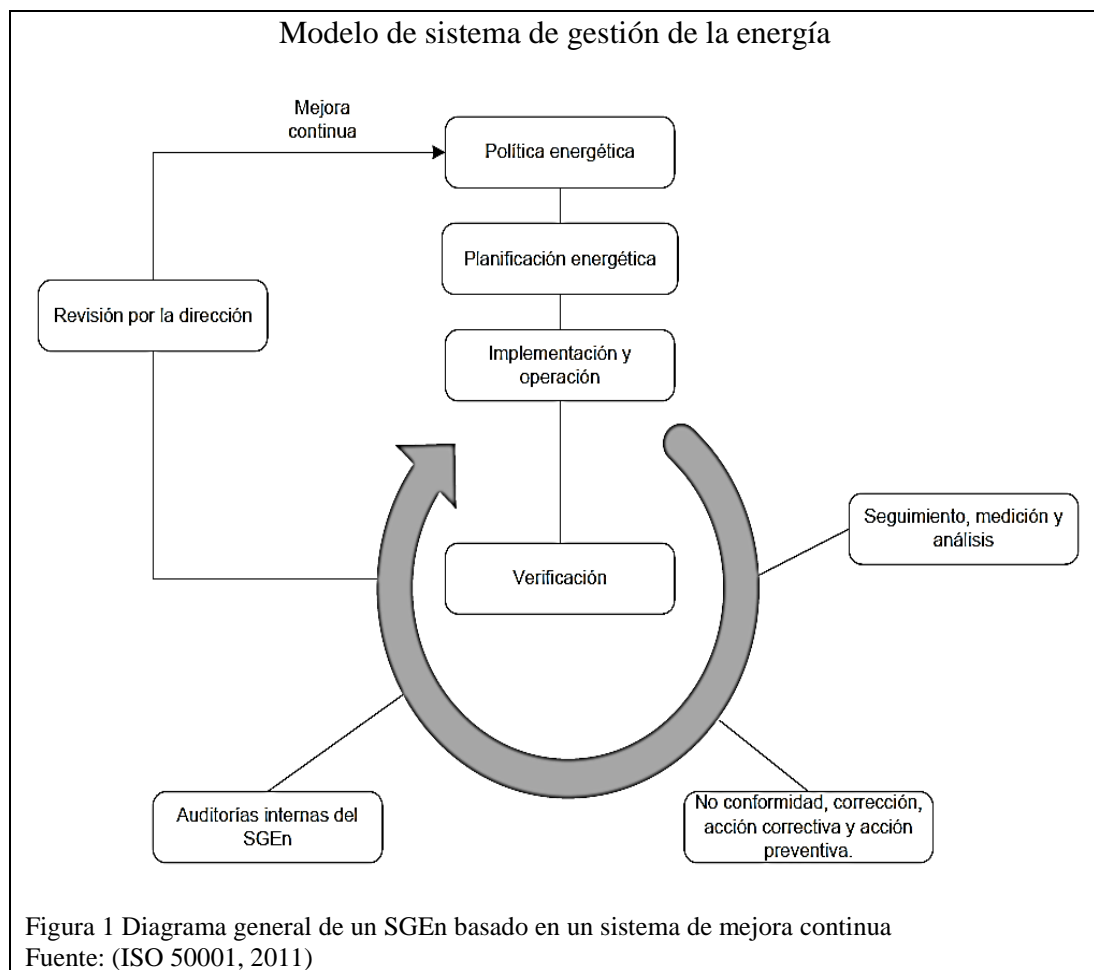 Modelo de sistema de gestión de la energía
Mejora
continua
Política energética
Planificación energética
Revisión por la dirección
Implementación y
operación
Seguimiento, medición y
análisis
Verificación
Auditorías internas del
SGEn
No conformidad, corrección,
acción correctiva y acción
preventiva.
Figura 1 Diagrama general de un SGEn basado en un sistema de mejora continua
Fuente: (ISO 50001, 2011)